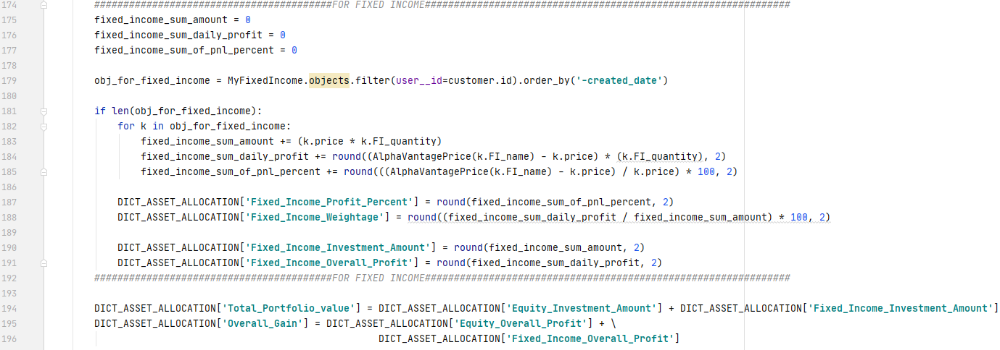 174 #########################################FOR FIXED INCOME###############################################################
175 fixed_income_sum_amount = 0
176 fixed_income_sum_daily_profit = 0
177 fixed_income_sum_of_pnl_percent = 0
178
179 obj_for_fixed_income = MyFixedIncome.objects.filter(user__id=customer.id).order_by('-created_date')
180
181 if len(obj_for_fixed_income):
182     for k in obj_for_fixed_income:
183         fixed_income_sum_amount += (k.price * k.FI_quantity)
184         fixed_income_sum_daily_profit += round((AlphaVantagePrice(k.FI_name) - k.price) * (k.FI_quantity), 2)
185         fixed_income_sum_of_pnl_percent += round(((AlphaVantagePrice(k.FI_name) - k.price) / k.price) * 100, 2)
186
187     DICT_ASSET_ALLOCATION['Fixed_Income_Profit_Percent'] = round(fixed_income_sum_of_pnl_percent, 2)
188     DICT_ASSET_ALLOCATION['Fixed_Income_Weightage'] = round((fixed_income_sum_daily_profit / fixed_income_sum_amount) * 100, 2)
189
190     DICT_ASSET_ALLOCATION['Fixed_Income_Investment_Amount'] = round(fixed_income_sum_amount, 2)
191     DICT_ASSET_ALLOCATION['Fixed_Income_Overall_Profit'] = round(fixed_income_sum_daily_profit, 2)
192 #########################################FOR FIXED INCOME###############################################################
193
194 DICT_ASSET_ALLOCATION['Total_Portfolio_value'] = DICT_ASSET_ALLOCATION['Equity_Investment_Amount'] + DICT_ASSET_ALLOCATION['Fixed_Income_Investment_Amount']
195 DICT_ASSET_ALLOCATION['Overall_Gain'] = DICT_ASSET_ALLOCATION['Equity_Overall_Profit'] + \
196                                                  DICT_ASSET_ALLOCATION['Fixed_Income_Overall_Profit']